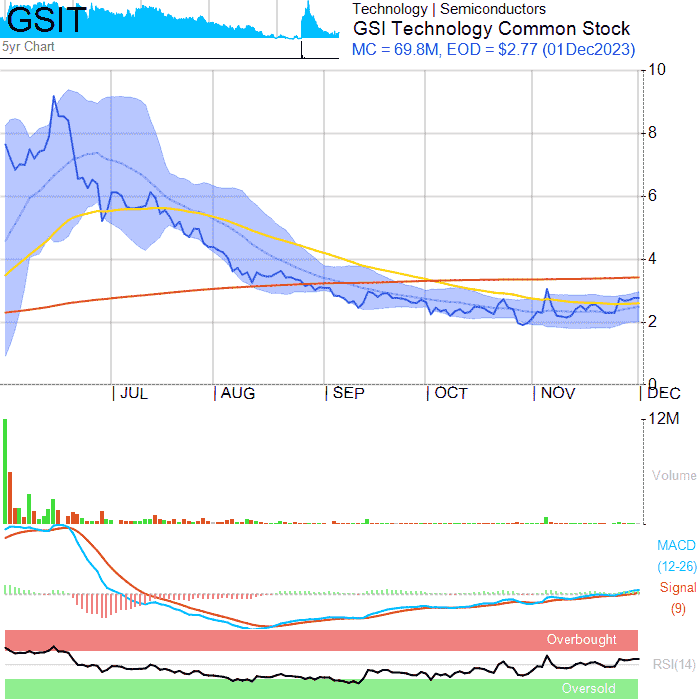 GSIT
5yr Chart
Technology | Semiconductors
GSI Technology Common Stock
MC = 69.8M, EOD = $2.77 (01Dec2023)
10
8
6
4
2
0
JUL
AUG
SEP
OCT
NOV
DEC
12M
Volume
MACD
(12-26)
Signal
(9)
Overbought
RSI(14)
Oversold